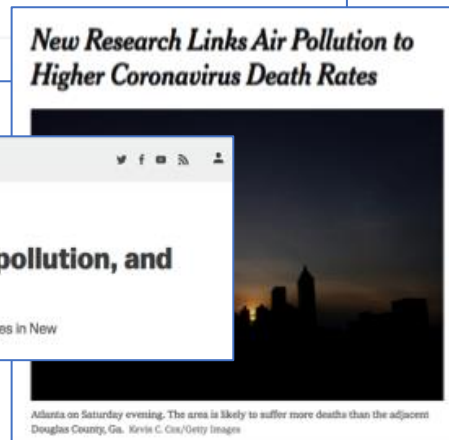 New Research Links Air Pollution to
Higher Coronavirus Death Rates
pollution, and
es in New
Atlanta on Saturday evening. The area is likely to suffer more deaths than the adjacent
Douglas County, Ga. Kevin C. Cox/Getty Images